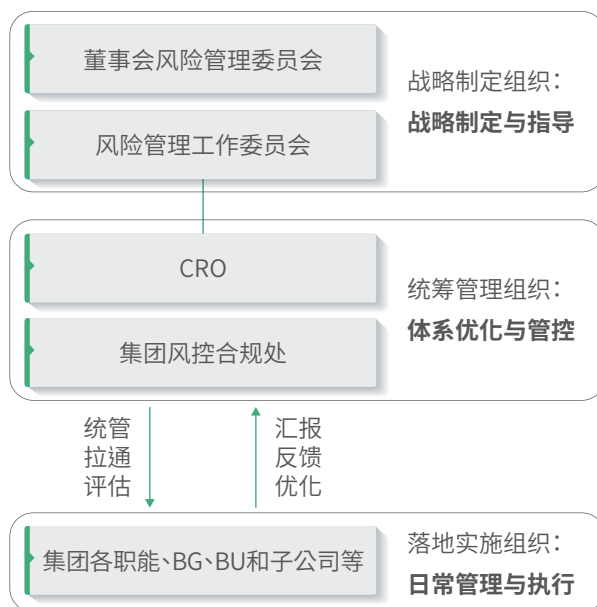 董事会风险管理委员会
风险管理工作委员会
战略制定组织：
战略制定与指导
CRO
集团风控合规处
统筹管理组织：
体系优化与管控
统管
拉通
评估
汇报
反馈
优化
集团各职能、BG、BU和子公司等
落地实施组织：
日常管理与执行